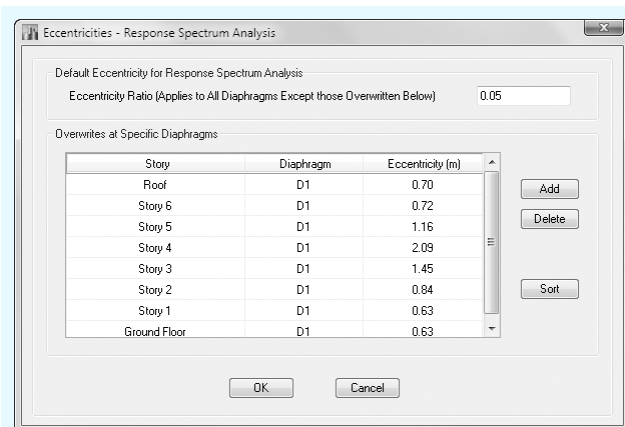 Eccentricities - Response Spectrum Analysis
Default Eccentricity for Response Spectrum Analysis
Eccentricity Ratio (Applies to All Diaphragms Except those Overwritten Below) 0.05
Overwrites at Specific Diaphragms
Story Diaphragm Eccentricity (m)
Roof D1 0.70
Story 6 D1 0.72
Story 5 D1 1.16
Story 4 D1 2.09
Story 3 D1 1.45
Story 2 D1 0.84
Story 1 D1 0.63
Ground Floor D1 0.63
Add
Delete
Sort
OK Cancel